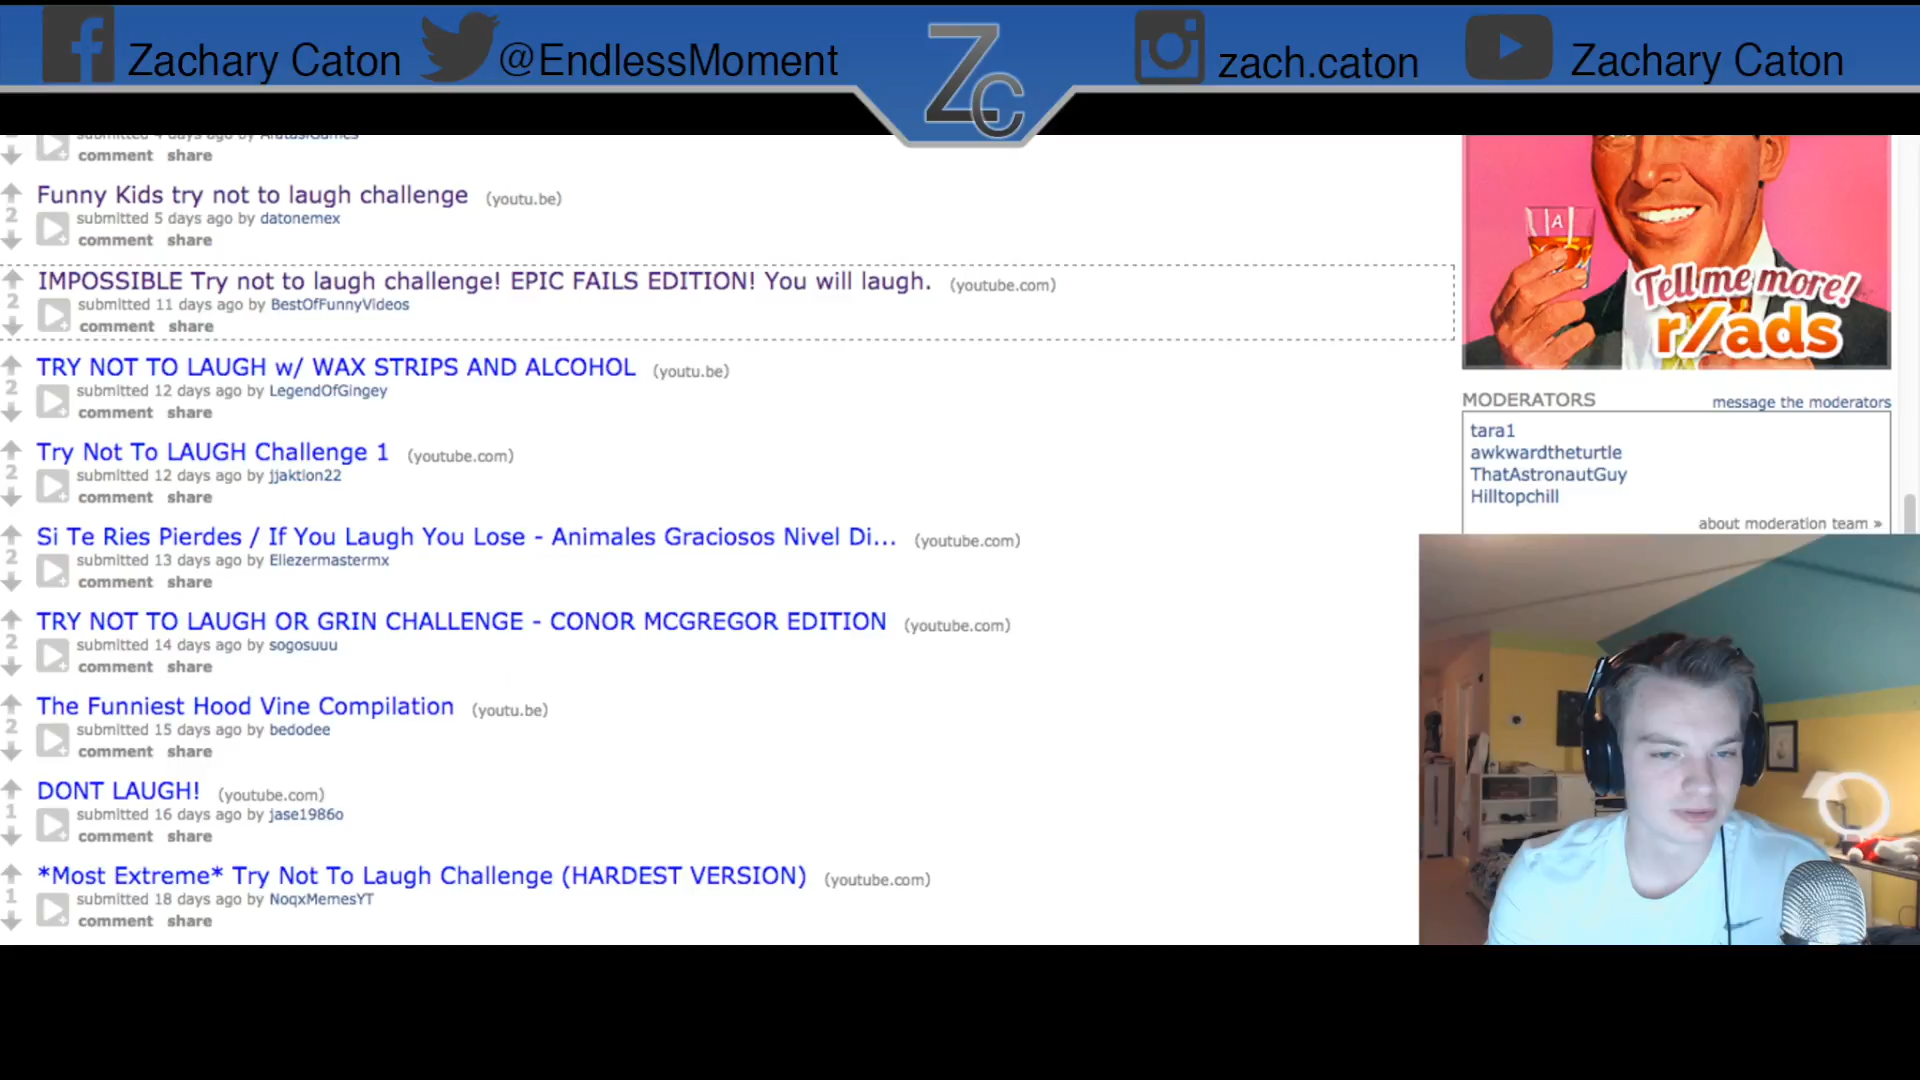 Zachary Caton @EndlessMoment ZC zach.caton Zachary Caton
submitted 4 days ago by
comment share
Funny Kids try not to laugh challenge (youtu.be)
2 submitted 5 days ago by datonemex
comment share
IMPOSSIBLE Try not to laugh challenge! EPIC FAILS EDITION! You will laugh. (youtube.com)
2 submitted 11 days ago by BestOfFunnyVideos
comment share
TRY NOT TO LAUGH w/ WAX STRIPS AND ALCOHOL (youtu.be)
2 submitted 12 days ago by LegendOfGingey
comment share
Try Not To LAUGH Challenge 1 (youtube.com)
2 submitted 12 days ago by jjaktion22
comment share
Si Te Ries Pierdes / If You Laugh You Lose - Animales Graciosos Nivel Di... (youtube.com)
2 submitted 13 days ago by Eliezermastermx
comment share
TRY NOT TO LAUGH OR GRIN CHALLENGE - CONOR MCGREGOR EDITION (youtube.com)
2 submitted 14 days ago by sogosuuu
comment share
The Funniest Hood Vine Compilation (youtu.be)
2 submitted 15 days ago by bedodee
comment share
DONT LAUGH! (youtube.com)
1 submitted 16 days ago by jase1986o
comment share
*Most Extreme* Try Not To Laugh Challenge (HARDEST VERSION) (youtube.com)
1 submitted 18 days ago by NoqxMemesYT
comment share
A
Tell me more!
r/ads
MODERATORS message the moderators
tara1
awkwardtheturtle
ThatAstronautGuy
Hilltopchill
about moderation team »